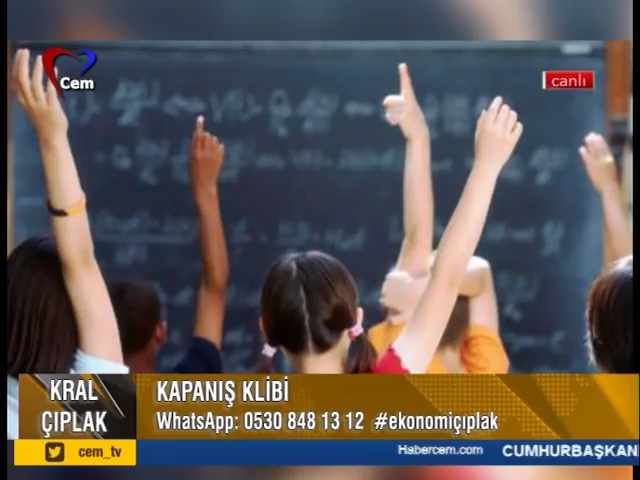 Cem
canlı
KRAL
ÇIPLAK
KAPANIŞ KLİBİ
WhatsApp: 0530 848 13 12 #ekonomiçıplak
cem_tv
Habercem.com
CUMHURBAŞKAN